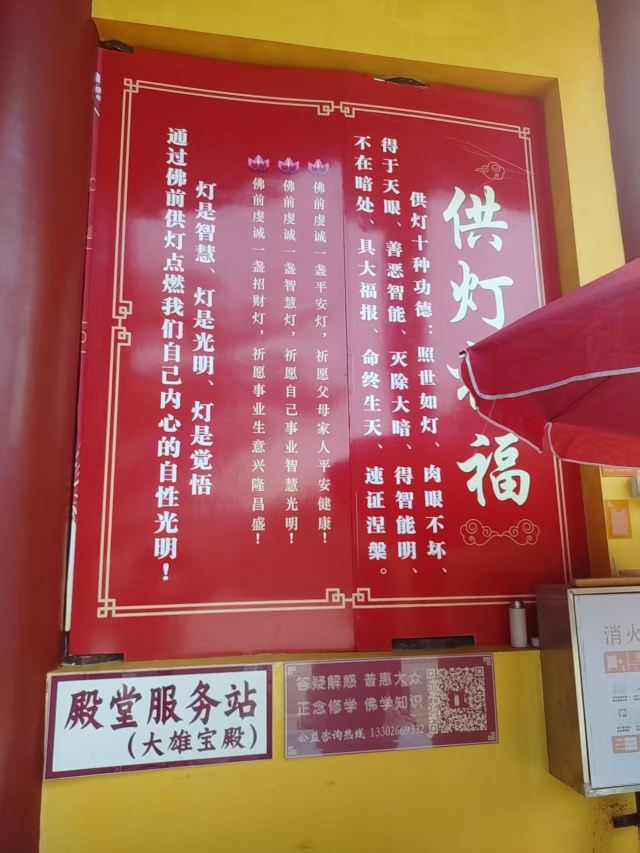 供灯 福
供灯十种功德：照世如灯、肉眼不坏、
得于天眼、善恶智能、灭除大暗、得智能明、
不在暗处、具大福报、命终生天、速证涅槃。
佛前虔诚一盏平安灯，祈愿父母家人平安健康！
佛前虔诚一盏智慧灯，祈愿自己事业智慧光明！
佛前虔诚一盏招财灯，祈愿事业生意兴隆昌盛！
灯是智慧、灯是光明、灯是觉悟
通过佛前供灯点燃我们自己内心的自性光明！
殿堂服务站
(大雄宝殿)
答疑解惑 普惠大众
正念修学 佛学知识
公益咨询热线 13302669332
消火